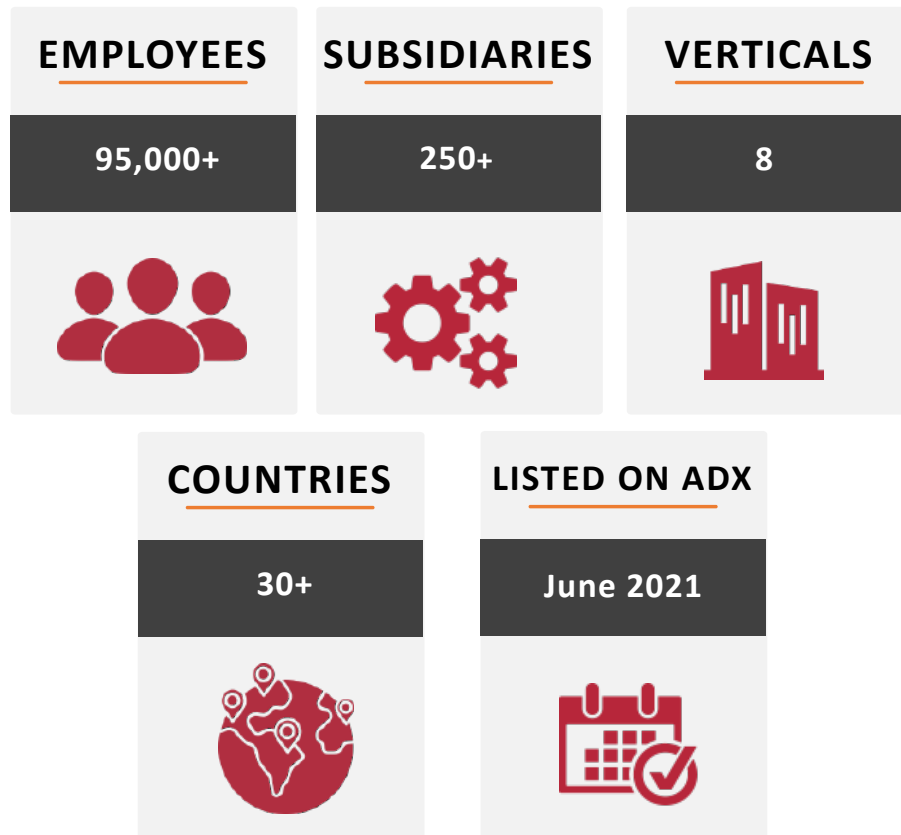 EMPLOYEES
95,000+
SUBSIDIARIES
250+
VERTICALS
8
COUNTRIES
30+
LISTED ON ADX
June 2021